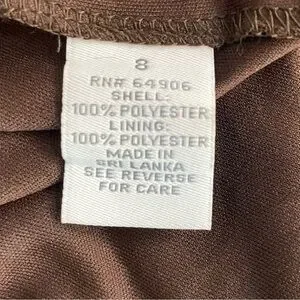 8
RN# 64906
SHELL:
100% POLYESTER
LINING:
100% POLYESTER
MADE IN
SRI LANKA
SEE REVERSE
FOR CARE